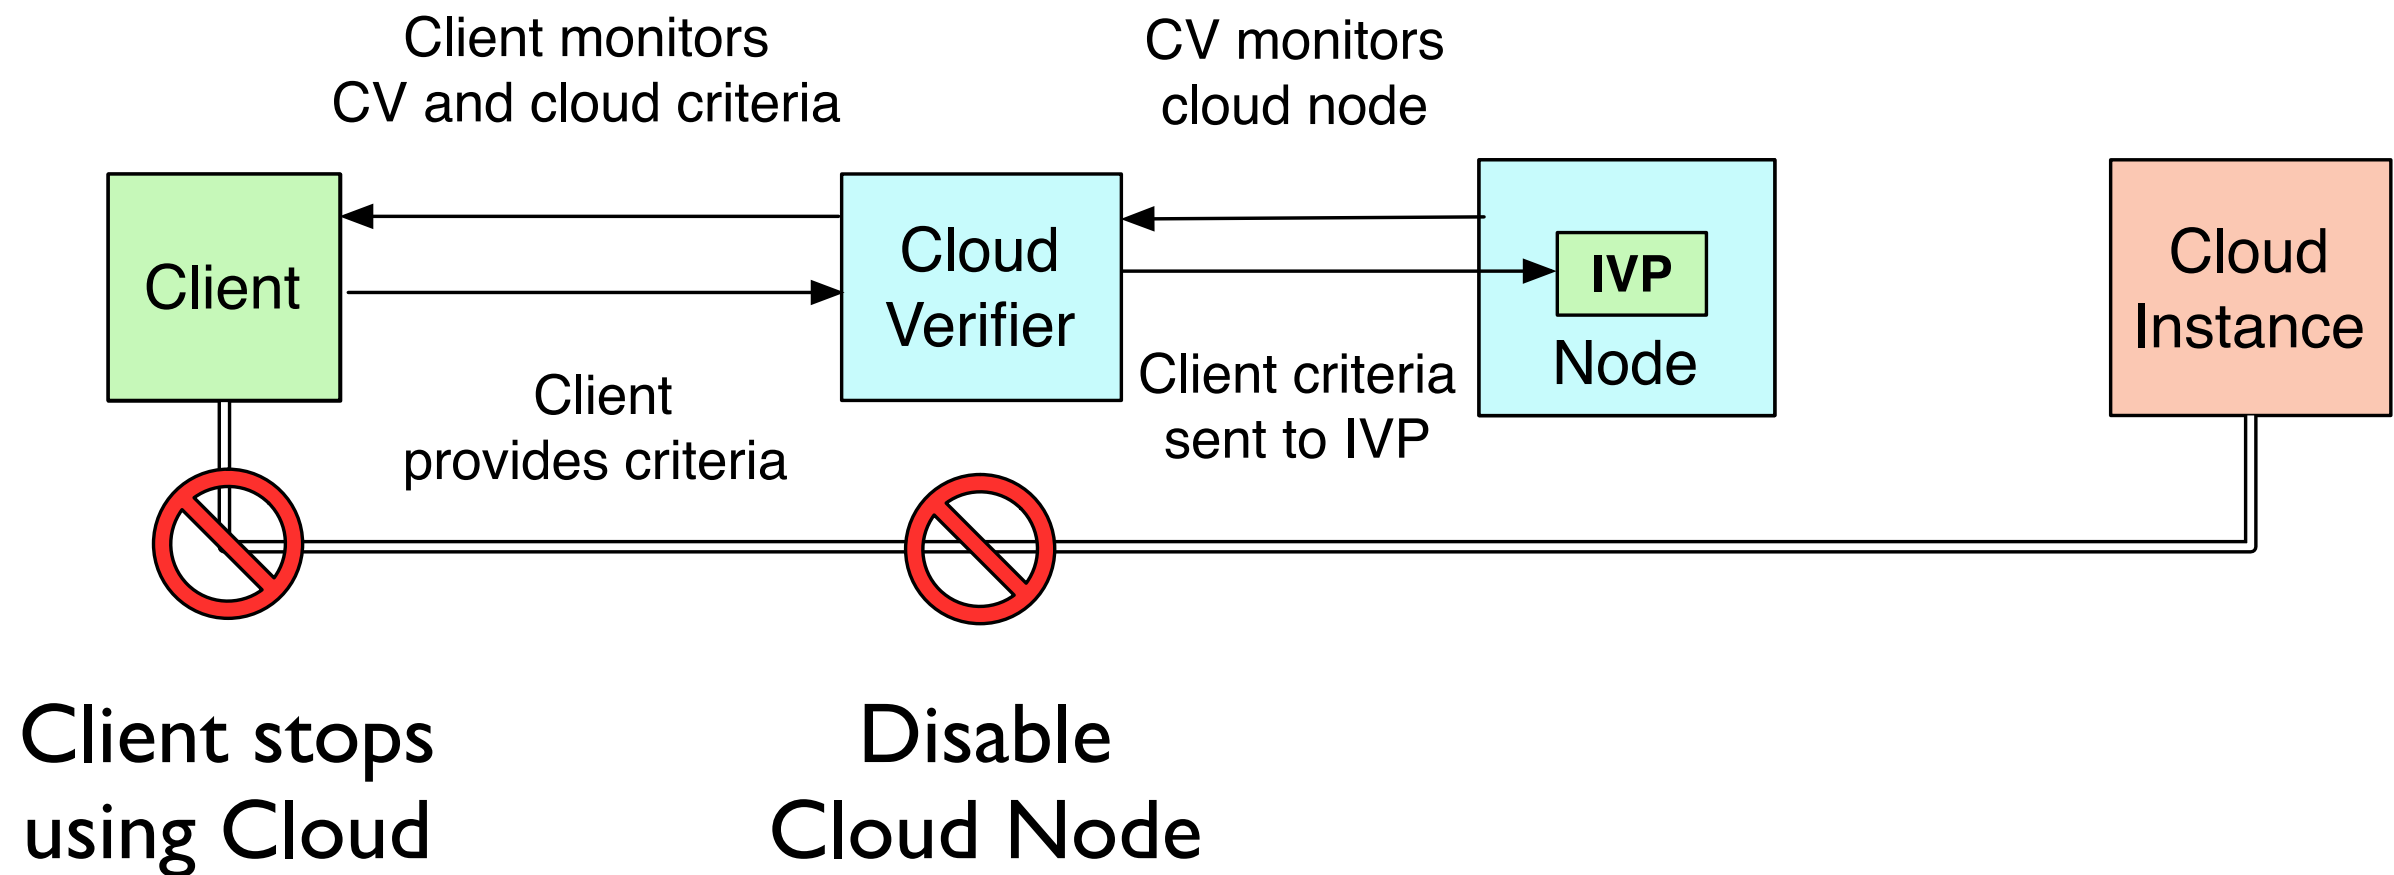 Client monitors
CV and cloud criteria
CV monitors
cloud node
Client
Cloud
Verifier
IVP
Node
Cloud
Instance
Client
provides criteria
Client criteria
sent to IVP
Client stops
using Cloud
Disable
Cloud Node